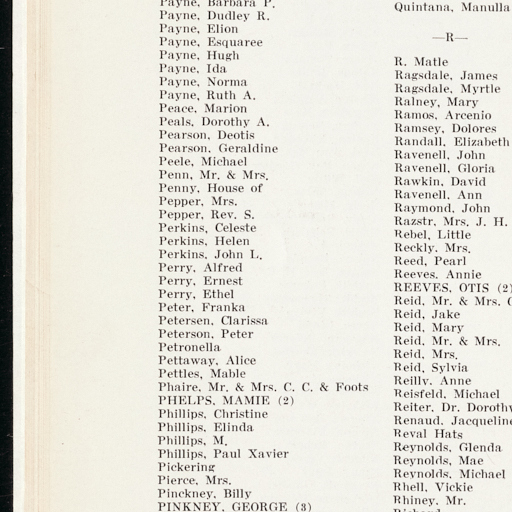 Payne, Barbara P.
Payne, Dudley R.
Payne, Elion
Payne, Esquaree
Payne, Hugh
Payne, Ida
Payne, Norma
Payne, Ruth A.
Peace, Marion
Peals, Dorothy A.
Pearson, Deotis
Pearson, Geraldine
Peele, Michael
Penn, Mr. & Mrs.
Penny, House of
Pepper, Mrs.
Pepper, Rev. S.
Perkins, Celeste
Perkins, Helen
Perkins, John L.
Perry, Alfred
Perry, Ernest
Perry, Ethel
Peter, Franka
Petersen, Clarissa
Peterson, Peter
Petronella
Pettaway, Alice
Pettles, Mable
Phaire, Mr. & Mrs. C. C. & Foots
PHELPS, MAMIE (2)
Phillips, Christine
Phillips, Elinda
Phillips, M.
Phillips, Paul Xavier
Pickering
Pierce, Mrs.
Pinckney, Billy
PINKNEY, GEORGE (3)
Quintana, Manulla
—R—
R. Matle
Ragsdale, James
Ragsdale, Myrtle
Ralney, Mary
Ramos, Arcenio
Ramsey, Dolores
Randall, Elizabeth
Ravenell, John
Ravenell, Gloria
Rawkin, David
Ravenell, Ann
Raymond, John
Razstr, Mrs. J. H.
Rebel, Little
Reckly, Mrs.
Reed, Pearl
Reeves, Annie
REEVES, OTIS (2)
Reid, Mr. & Mrs.
Reid, Jake
Reid, Mary
Reid, Mr. & Mrs.
Reid, Mrs.
Reid, Sylvia
Reilly, Anne
Reisfeld, Michael
Reiter, Dr. Dorothy
Renaud, Jacqueline
Reval Hats
Reynolds, Glenda
Reynolds, Mae
Reynolds, Michael
Rhell, Vickie
Rhiney, Mr.